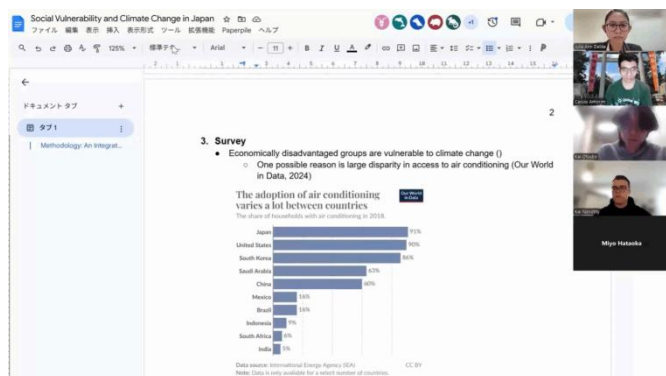 Social Vulnerability and Climate Change in Japan
ファイル 編集 表示 挿入 表示形式 ツール 拡張機能 Paperpile ヘルプ
125% 標準テキ... Arial 11 B I U A
2
ドキュメント タブ
タブ 1
Methodology: An Integrat...
3. Survey
Economically disadvantaged groups are vulnerable to climate change ()
One possible reason is large disparity in access to air conditioning (Our World
in Data, 2024)
The adoption of air conditioning
varies a lot between countries
Our World
in Data
The share of households with air conditioning in 2018.
Japan 91%
United States 90%
South Korea 86%
Saudi Arabia 63%
China 60%
Mexico 16%
Brazil 16%
Indonesia 9%
South Africa 6%
India 5%
Data source: International Energy Agency (IEA) CC BY
Note: Data is only available for a select number of countries.
Miyo Hataoka